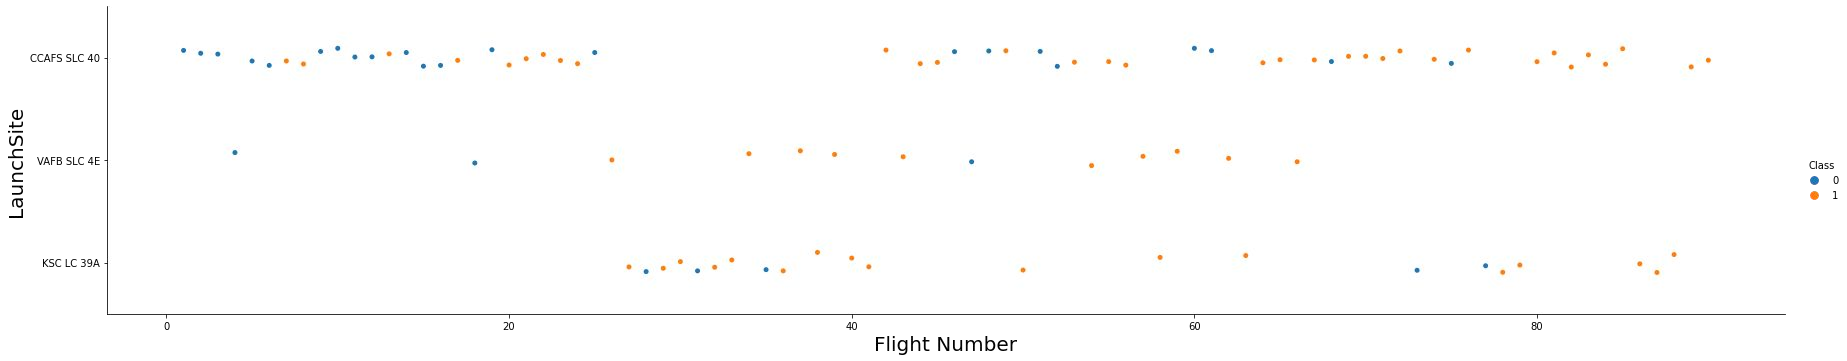 LaunchSite
CCAFS SLC 40
VAFB SLC 4E
KSC LC 39A
0
20
40
60
80
Flight Number
Class
0
1